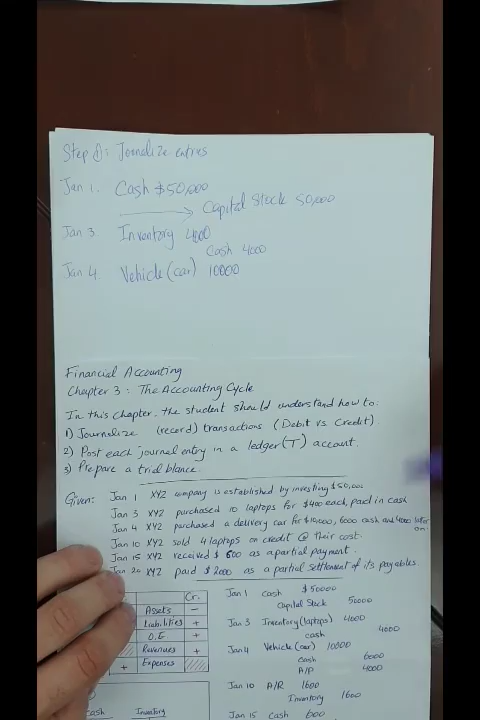 Step ①: Jornalize entries
Jan 1. Cash $50,000
Capital Stock 50,000
Jan 3. Inventory 4000
Cash 4000
Jan 4. Vehicle (car) 10000
Financial Accounting
Chapter 3: The Accounting Cycle
In this chapter, the student should understand how to:
1) Journalize (record) transactions (Debit vs Credit).
2) Post each journal entry in a ledger (T) account.
3) Prepare a trial blance.
Given: Jan 1 XYZ company is established by investing $50,000
Jan 3 XYZ purchased 10 laptops for $400 each, paid in cash
Jan 4 XYZ purchased a delivery car for $10,000, 6000 cash and 4000 later on.
Jan 10 XYZ sold 4 laptops on credit @ their cost.
Jan 15 XYZ received $ 600 as a partial payment.
Jan 20 XYZ paid $ 2000 as a partial settlement of its payables.
Cr.
Assets -
Liabilities +
O.E +
Revenues +
+ Expenses
Cash Inventory
Jan 1 cash $50000
Capital Stock 50000
Jan 3 Inventory (laptops) 4000
cash 4000
Jan 4 Vehicle (car) 10000
cash 6000
A/P 4000
Jan 10 A/R 1600
Inventory 1600
Jan 15 cash 600